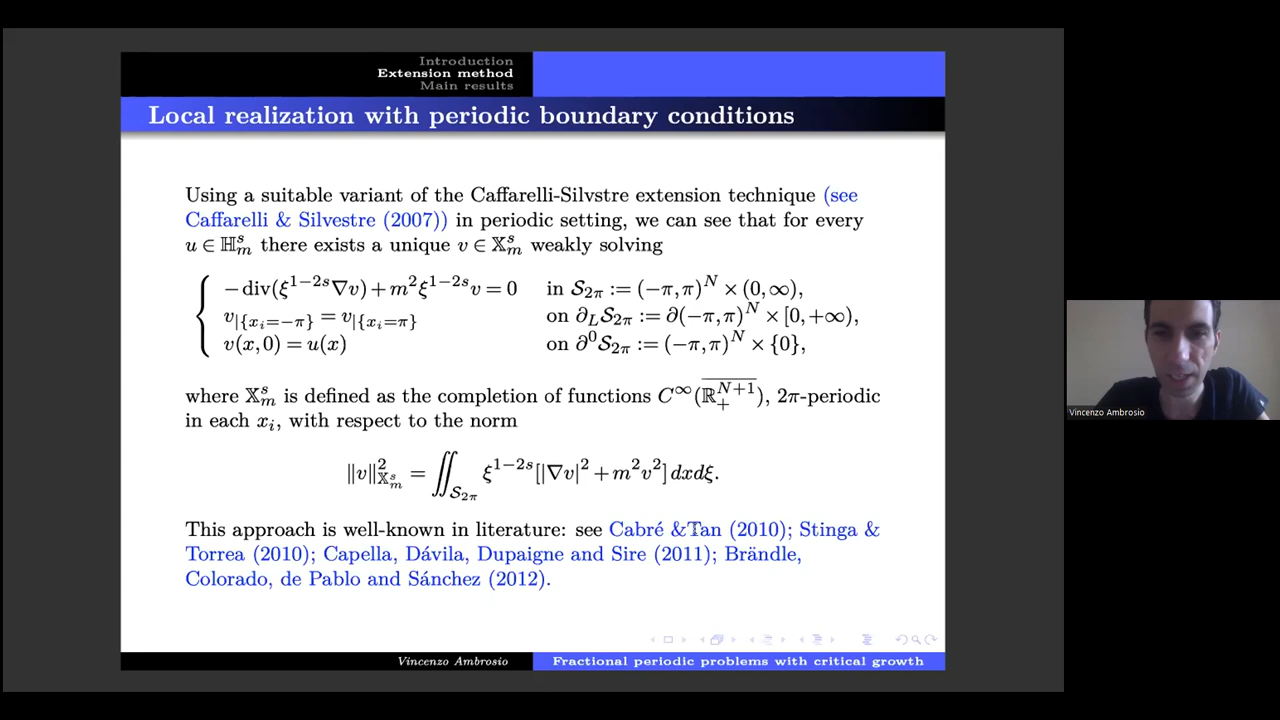 Introduction
Extension method
Main results
Local realization with periodic boundary conditions
Using a suitable variant of the Caffarelli-Silvstre extension technique (see
Caffarelli & Silvestre (2007)) in periodic setting, we can see that for every
u ∈ ℍₘˢ there exists a unique v ∈ 𝕏ₘˢ weakly solving
−div(ξ^{1−2s}∇v) + m²ξ^{1−2s}v = 0 in 𝒮_{2π} := (−π,π)^N × (0,∞),
v_{|{x_i=−π}} = v_{|{x_i=π}} on ∂_L𝒮_{2π} := ∂(−π,π)^N × [0,+∞),
v(x,0) = u(x) on ∂⁰𝒮_{2π} := (−π,π)^N × {0},
where 𝕏ₘˢ is defined as the completion of functions C^∞(\overline{ℝ_+^{N+1}}), 2π-periodic
in each x_i, with respect to the norm
‖v‖²_{𝕏ₘˢ} = ∬_{𝒮_{2π}} ξ^{1−2s}[|∇v|² + m²v²]dxdξ.
This approach is well-known in literature: see Cabré &Tan (2010); Stinga &
Torrea (2010); Capella, Dávila, Dupaigne and Sire (2011); Brändle,
Colorado, de Pablo and Sánchez (2012).
Vincenzo Ambrosio Fractional periodic problems with critical growth
Vincenzo Ambrosio